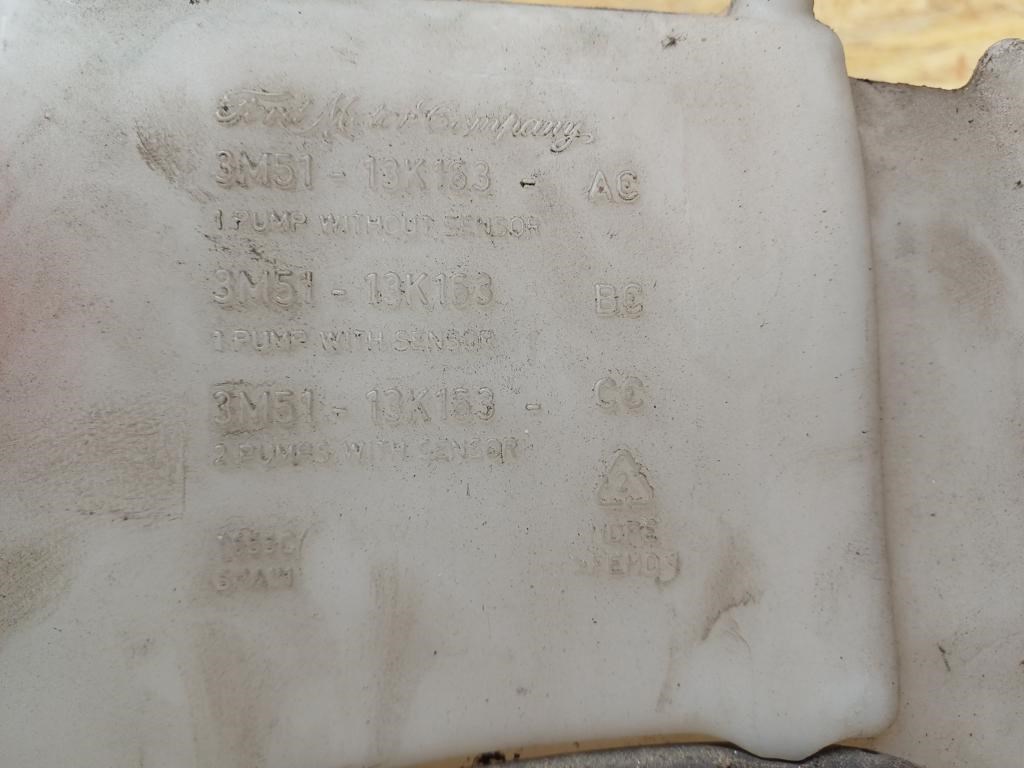 Ford Motor Company
3M51 - 13K163 - AC
1 PUMP WITHOUT SENSOR
3M51 - 13K163 BC
1 PUMP WITH SENSOR
3M51 - 13K163 - CC
2 PUMPS WITH SENSOR
2
HDPE